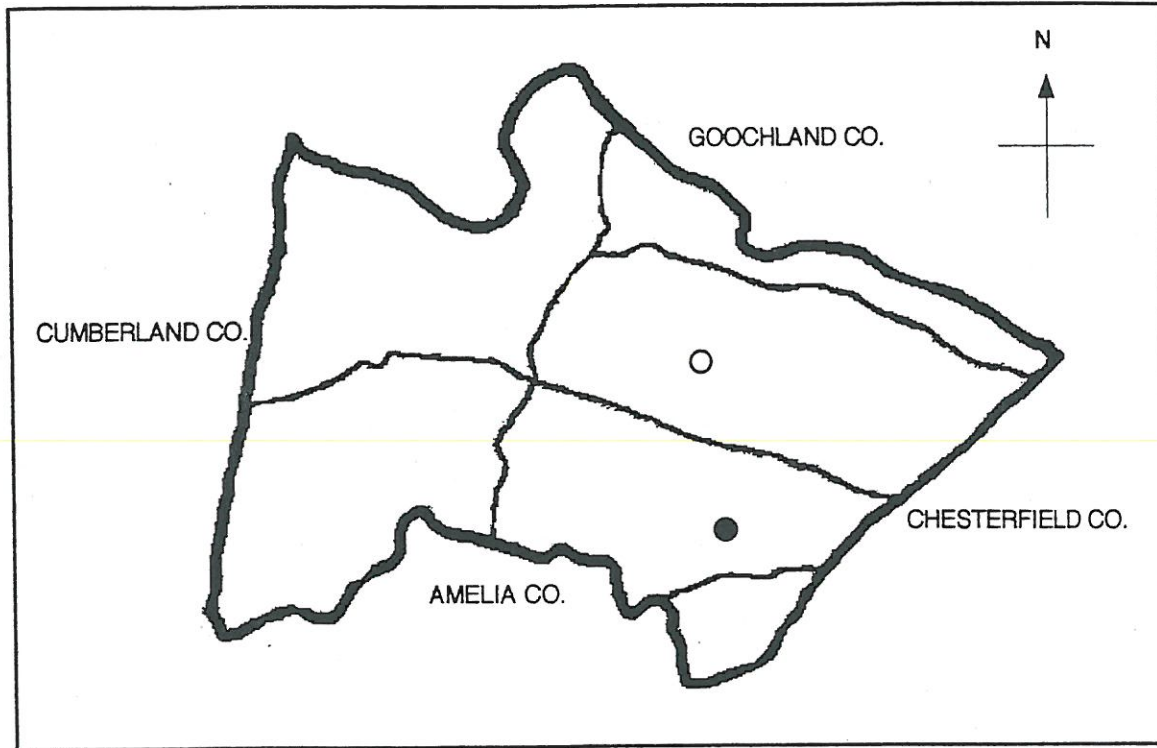 N
GOOCHLAND CO.
CUMBERLAND CO.
CHESTERFIELD CO.
AMELIA CO.